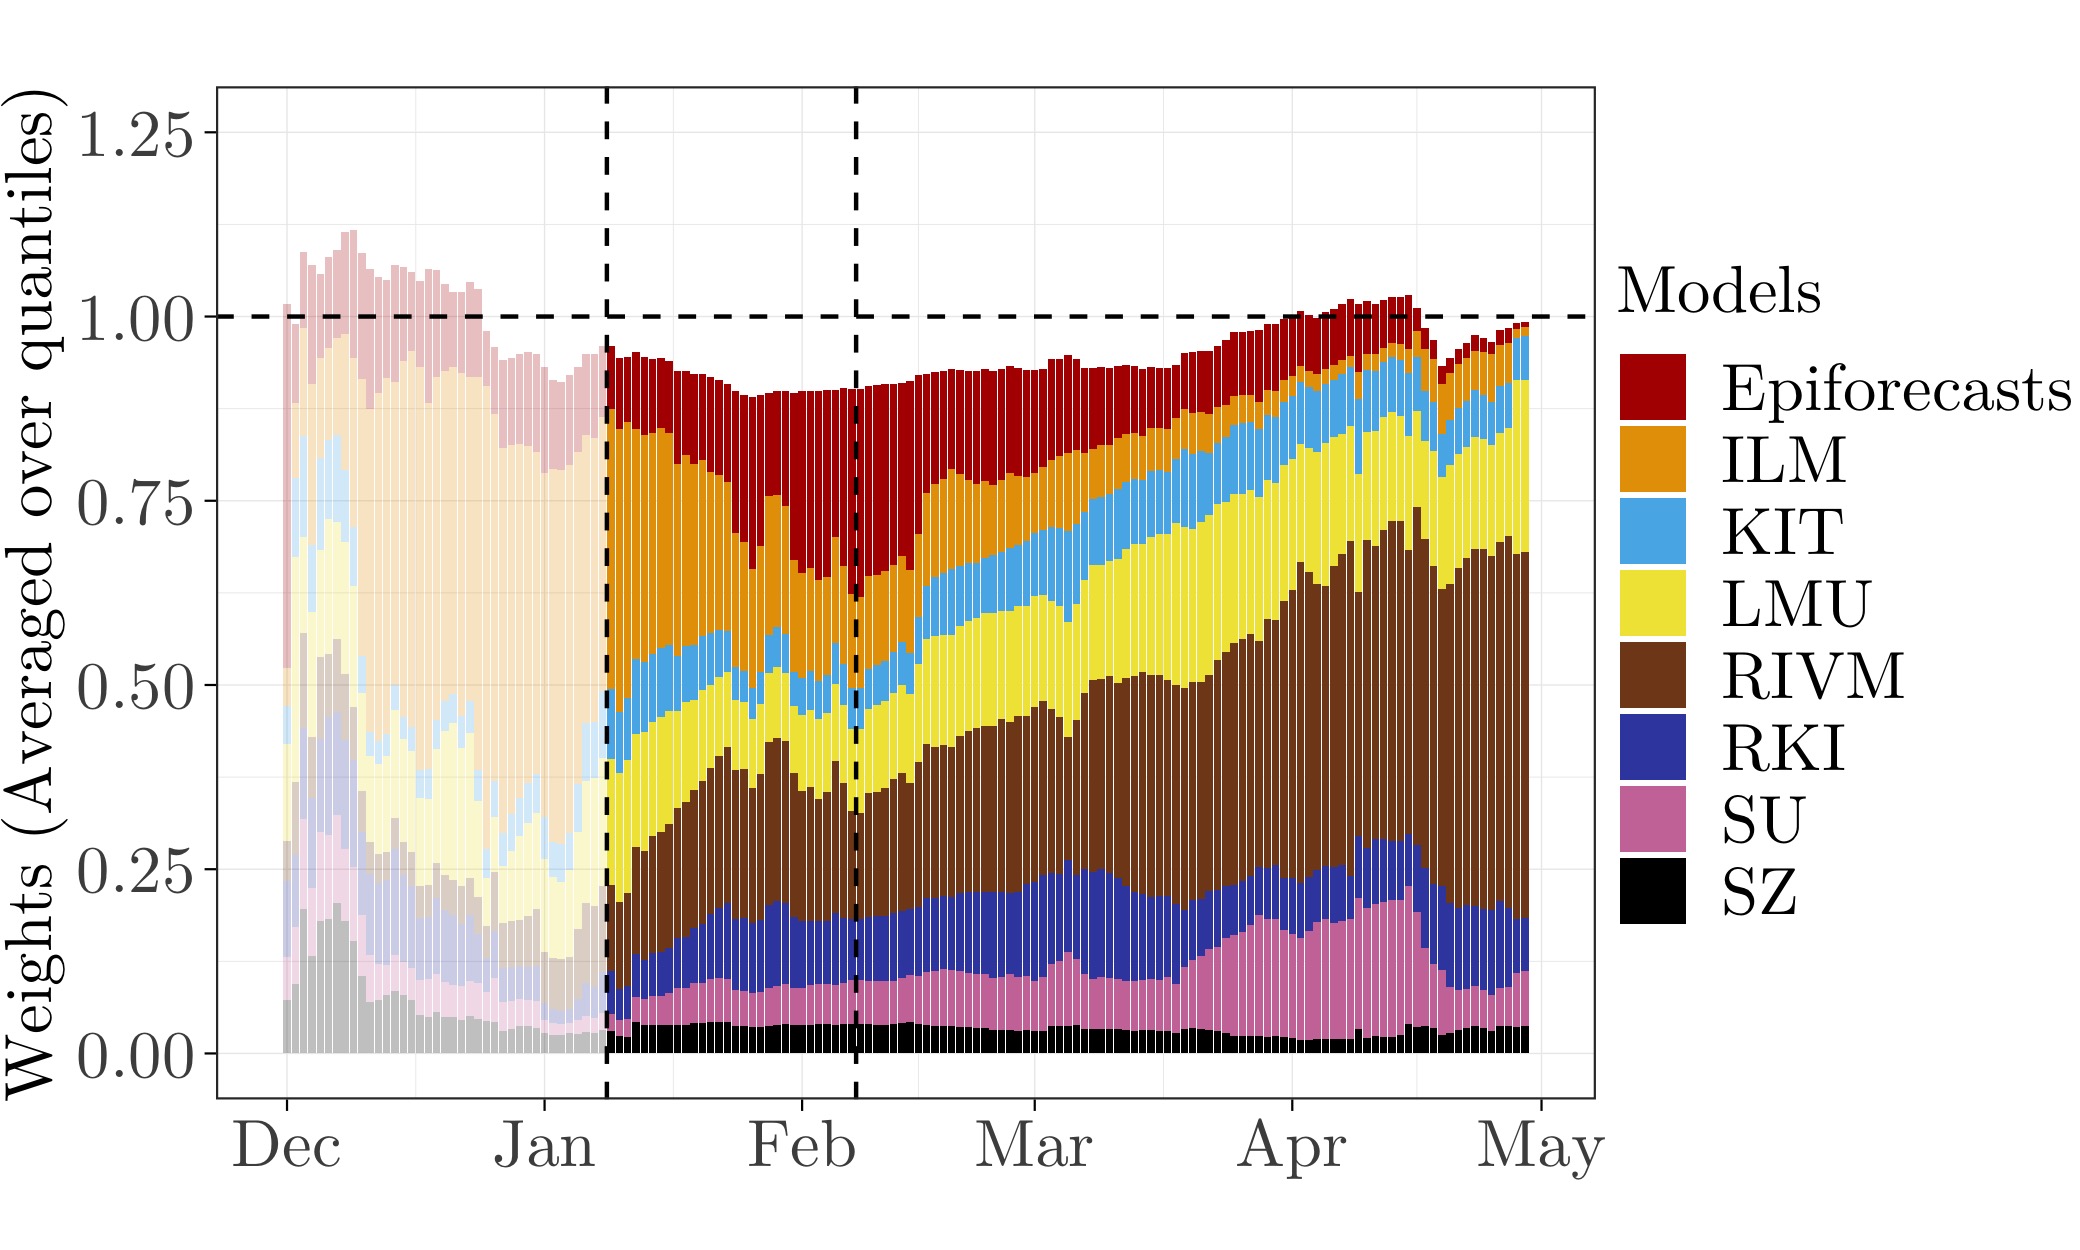 Weights (Averaged over quantiles)
1.25
1.00
0.75
0.50
0.25
0.00
Dec Jan Feb Mar Apr May
Models
Epiforecasts
ILM
KIT
LMU
RIVM
RKI
SU
SZ